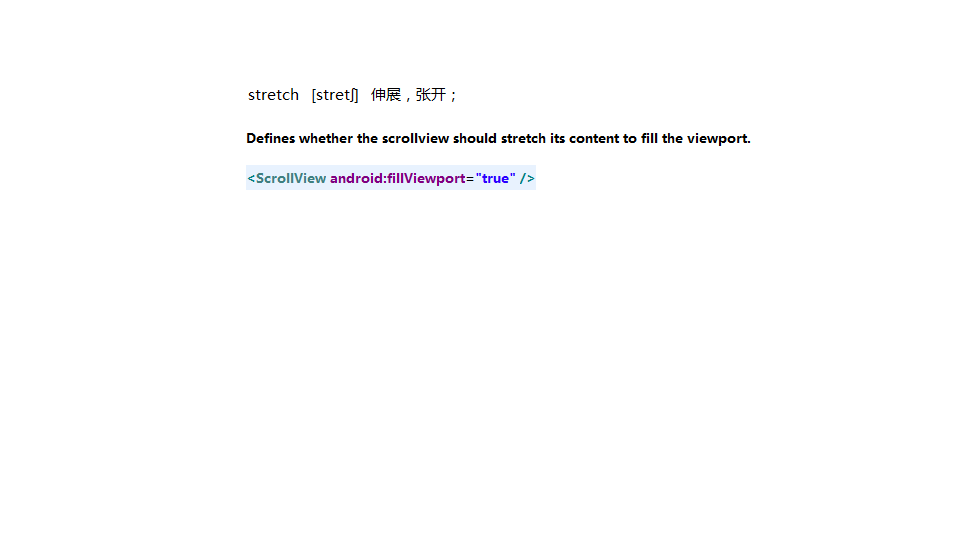 stretch [stretʃ] 伸展，张开；
Defines whether the scrollview should stretch its content to fill the viewport.
<ScrollView android:fillViewport="true" />